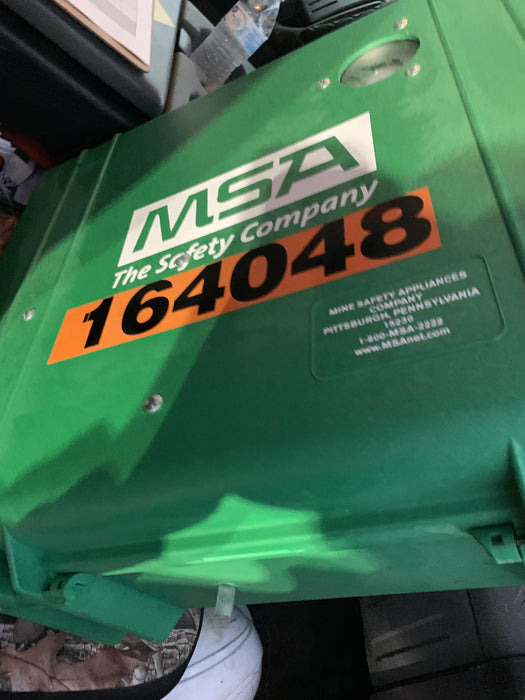 MSA
The Safety Company
164048
MINE SAFETY APPLIANCES
COMPANY
PITTSBURGH, PENNSYLVANIA
15230
1-800-MSA-2222
www.MSAnet.com